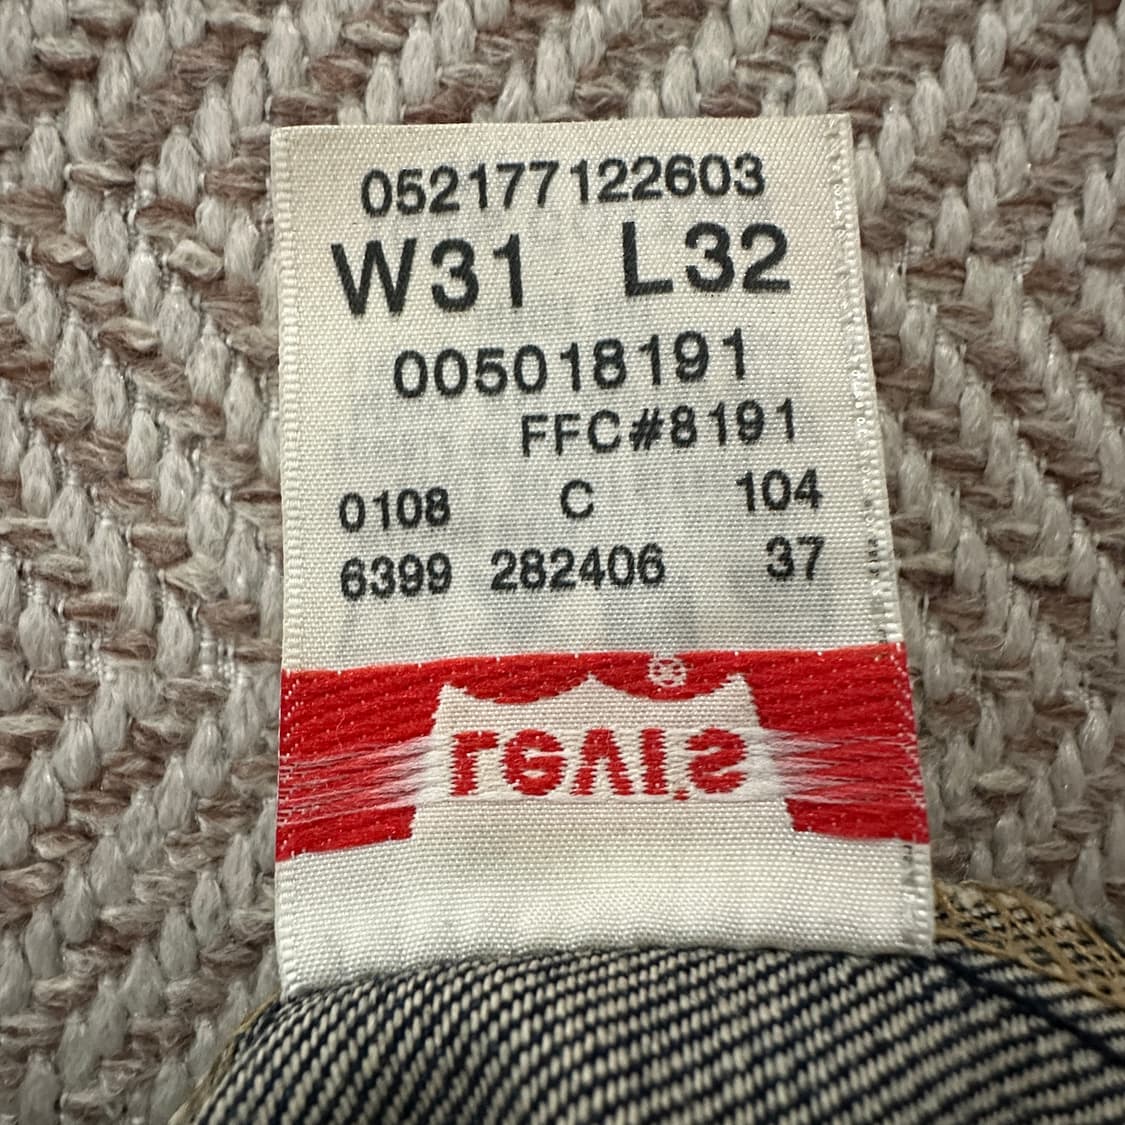 052177122603
W31 L32
005018191
FFC#8191
0108 C 104
6399 282406 37
Levi's ®